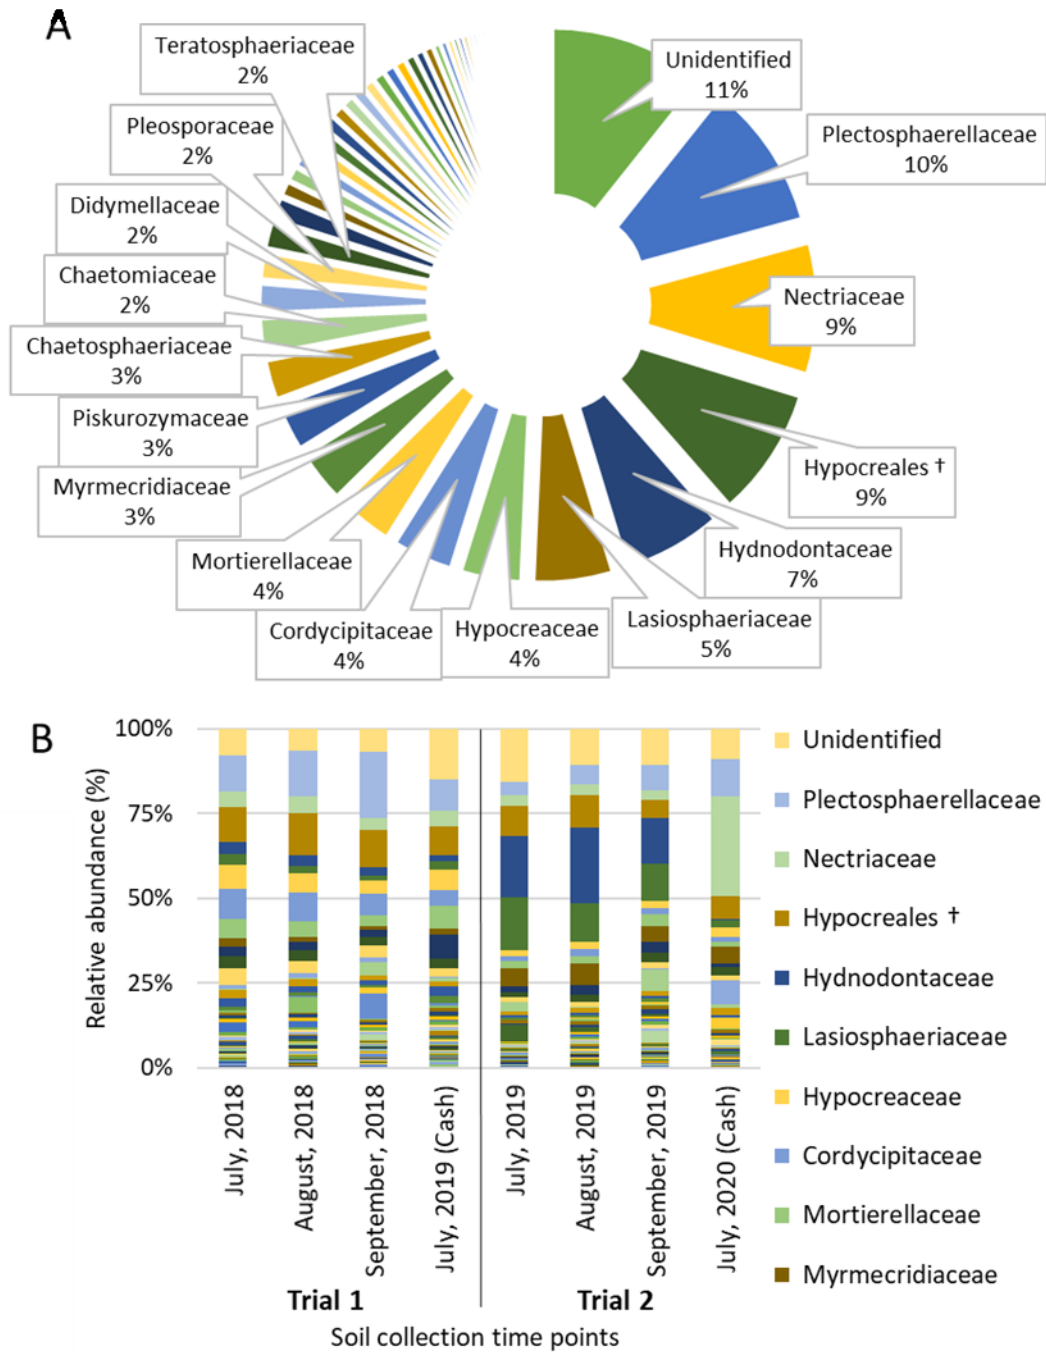 A
Teratosphaeriaceae
2%
Pleosporaceae
2%
Didymellaceae
2%
Chaetomiaceae
2%
Chaetosphaeriaceae
3%
Piskurozymaceae
3%
Myrmecridiaceae
3%
Mortierellaceae
4%
Cordycipitaceae
4%
Hypocreaceae
4%
Lasiosphaeriaceae
5%
Hydnodontaceae
7%
Hypocreales †
9%
Nectriaceae
9%
Plectosphaerellaceae
10%
Unidentified
11%
B
Relative abundance (%)
100%
75%
50%
25%
0%
July, 2018
August, 2018
September, 2018
July, 2019 (Cash)
July, 2019
August, 2019
September, 2019
July, 2020 (Cash)
Trial 1
Trial 2
Soil collection time points
Unidentified
Plectosphaerellaceae
Nectriaceae
Hypocreales †
Hydnodontaceae
Lasiosphaeriaceae
Hypocreaceae
Cordycipitaceae
Mortierellaceae
Myrmecridiaceae